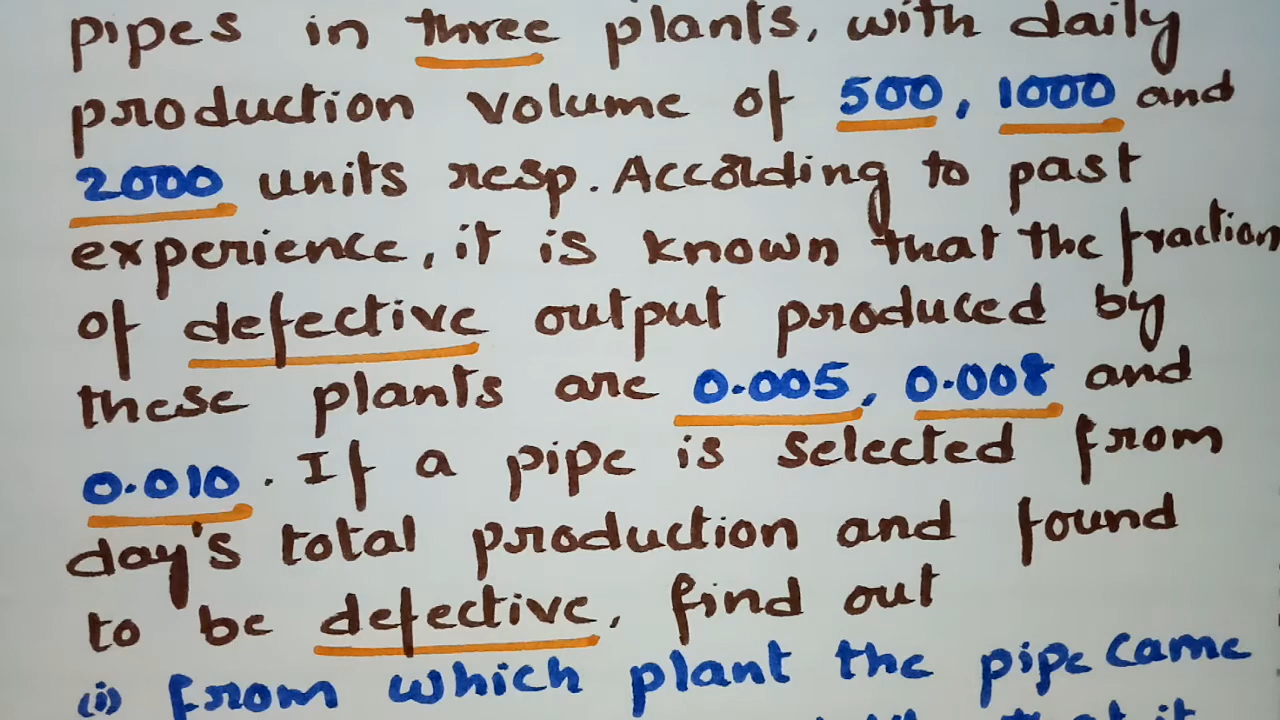 pipes in three plants, with daily
production volume of 500, 1000 and
2000 units resp. According to past
experience, it is known that the fraction
of defective output produced by
these plants are 0.005, 0.008 and
0.010. If a pipe is selected from
day's total production and found
to be defective, find out
(i) from which plant the pipe came
that it